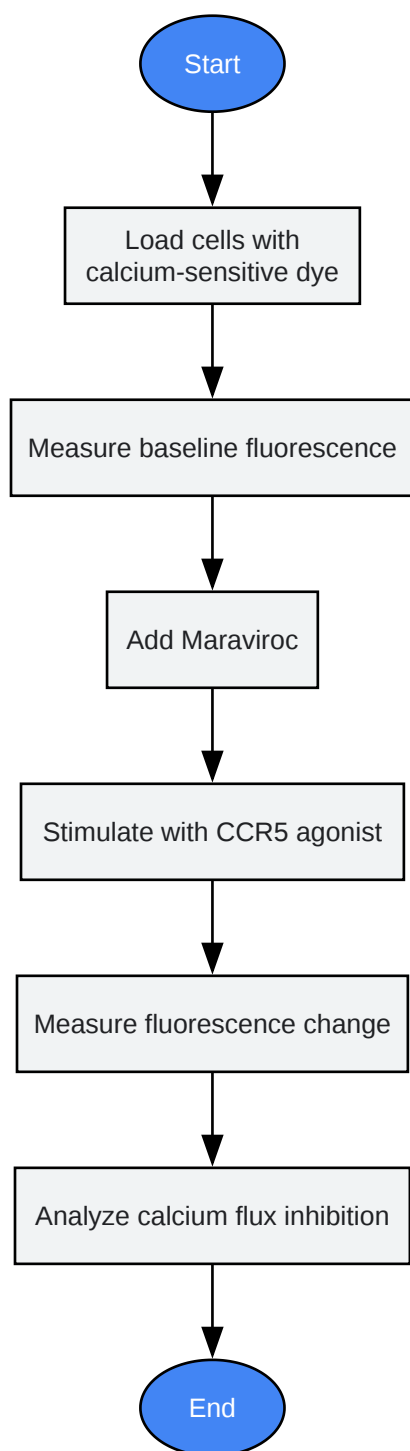 Start
Load cells with
calcium-sensitive dye
Measure baseline fluorescence
Add Maraviroc
Stimulate with CCR5 agonist
Measure fluorescence change
Analyze calcium flux inhibition
End